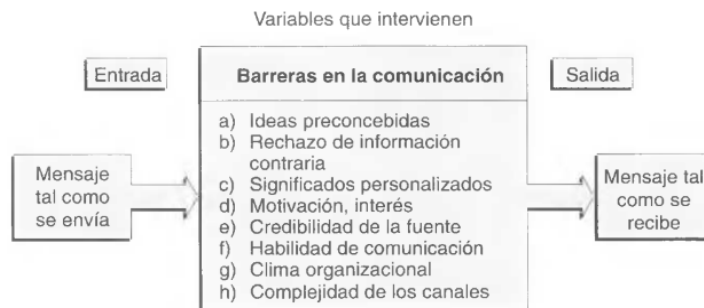 Variables que intervienen
Entrada
Barreras en la comunicación
Salida
a) Ideas preconcebidas
b) Rechazo de información
contraria
c) Significados personalizados
d) Motivación, interés
e) Credibilidad de la fuente
f) Habilidad de comunicación
g) Clima organizacional
h) Complejidad de los canales
Mensaje
tal como
se envía
Mensaje tal
como se
recibe